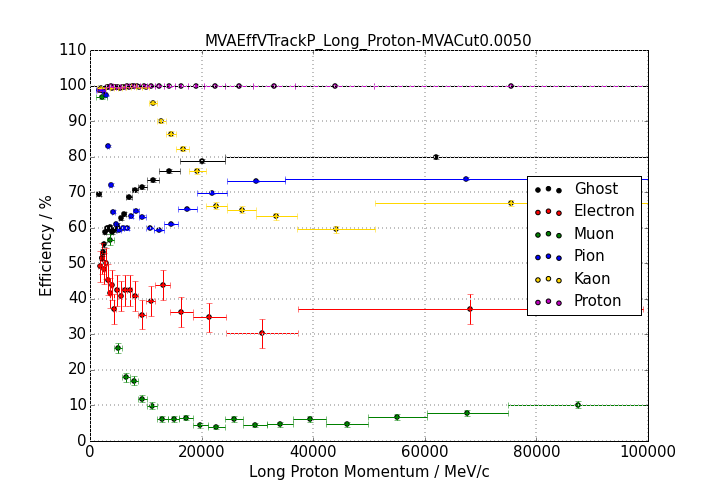 MVAEffVTrackP_Long_Proton-MVACut0.0050
110
100
90
80
70
60
50
40
30
20
10
0
Efficiency / %
Ghost
Electron
Muon
Pion
Kaon
Proton
0 20000 40000 60000 80000 100000
Long Proton Momentum / MeV/c